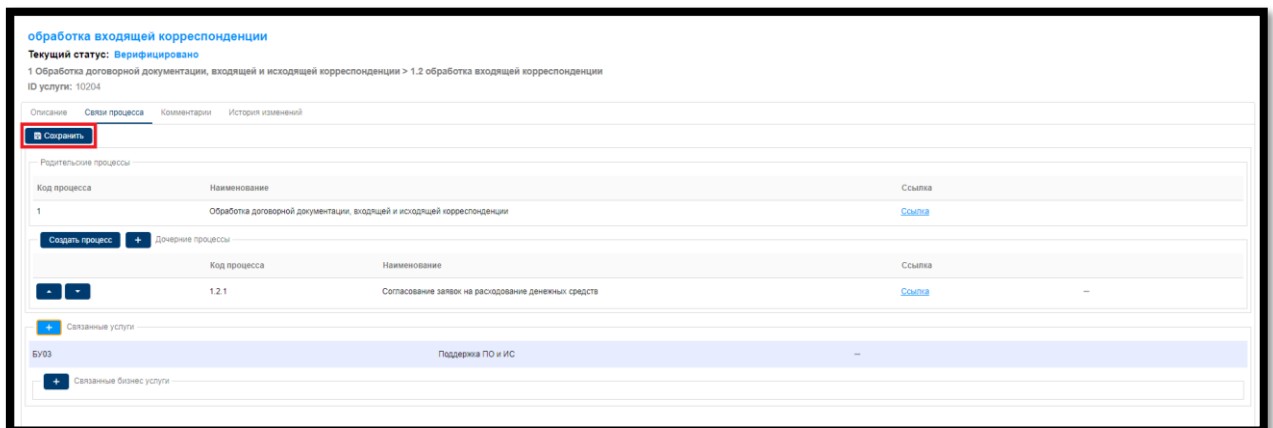 обработка входящей корреспонденции
Текущий статус: Верифицировано
1 Обработка договорной документации, входящей и исходящей корреспонденции > 1.2 обработка входящей корреспонденции
ID услуги: 10204
Описание Связи процесса Комментарии История изменений
Сохранить
Родительские процессы
Код процесса Наименование Ссылка
1 Обработка договорной документации, входящей и исходящей корреспонденции Ссылка
Создать процесс + Дочерние процессы
Код процесса Наименование Ссылка
1.2.1 Согласование заявок на расходование денежных средств Ссылка —
+ Связанные услуги
БУ03 Поддержка ПО и ИС —
+ Связанные бизнес услуги